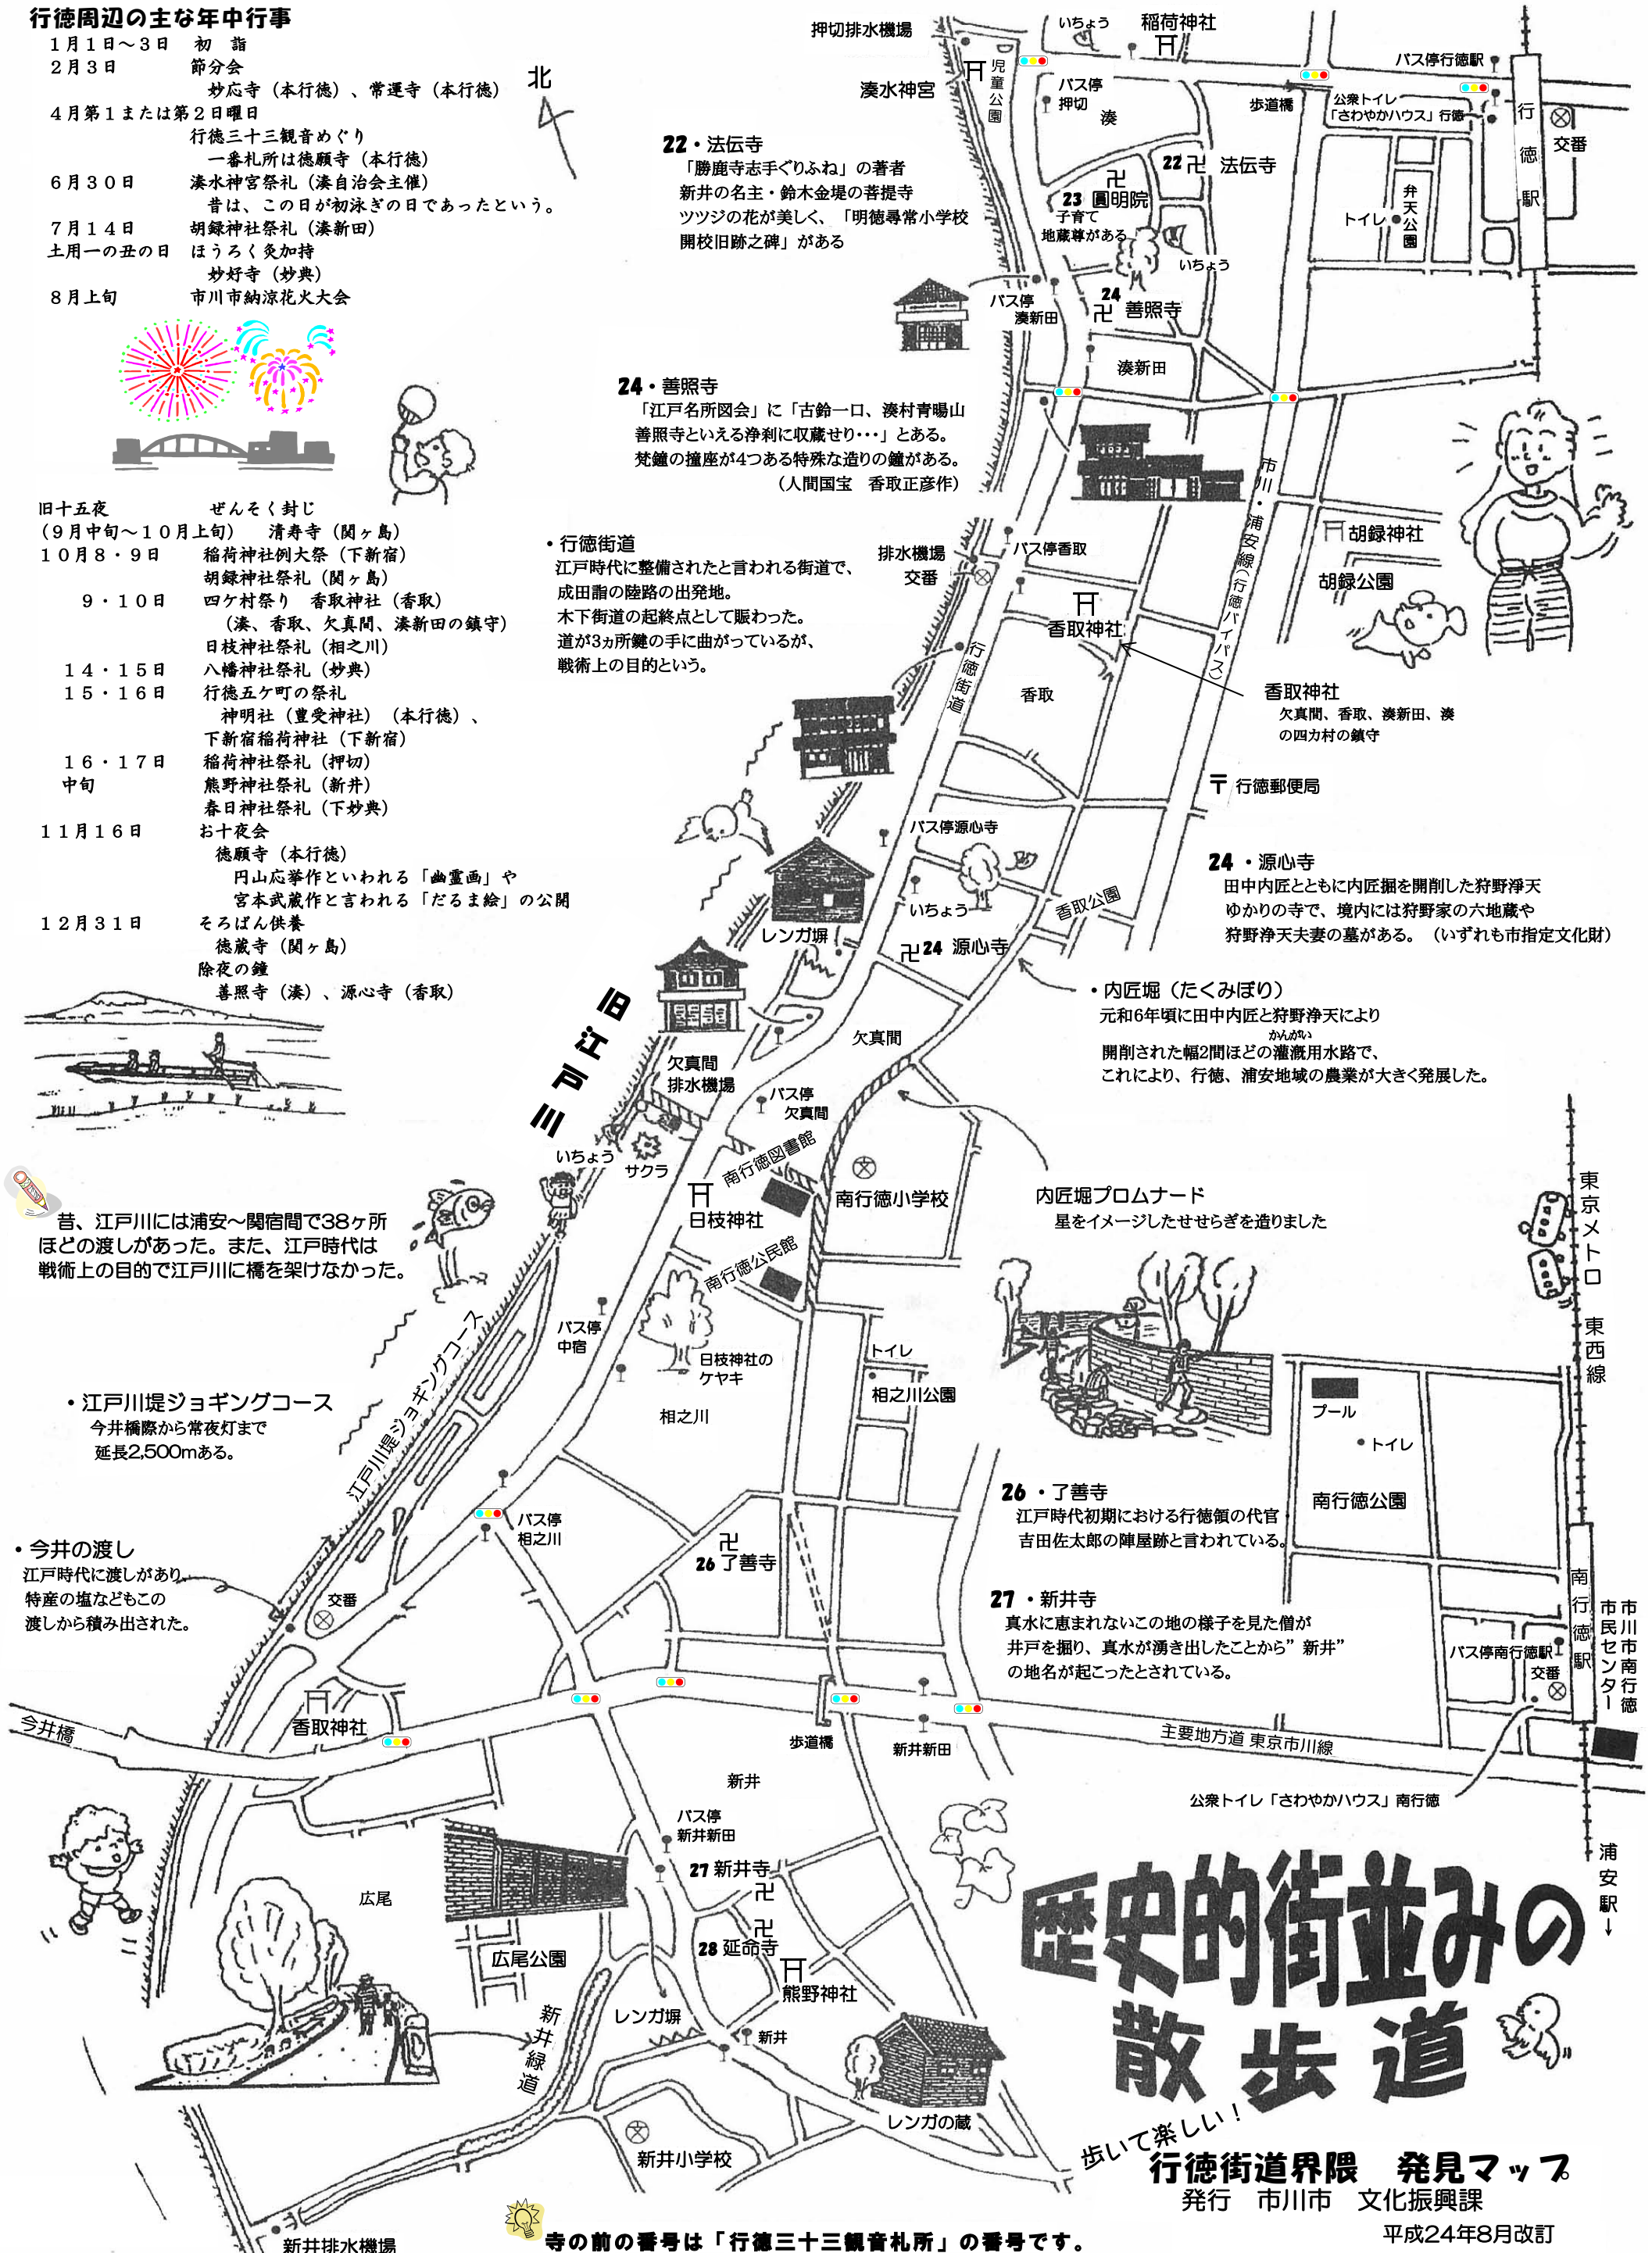 行徳周辺の主な年中行事
1月1日～3日　初　詣
2月3日　節分会
妙応寺（本行徳）、常運寺（本行徳）
4月第1または第2日曜日
行徳三十三観音めぐり
一番札所は徳願寺（本行徳）
6月30日　湊水神宮祭礼（湊自治会主催）
昔は、この日が初泳ぎの日であったという。
7月14日　胡録神社祭礼（湊新田）
土用一の丑の日　ほうろく灸加持
妙好寺（妙典）
8月上旬　市川市納涼花火大会
旧十五夜　ぜんそく封じ
（9月中旬～10月上旬）　清寿寺（関ヶ島）
10月8・9日　稲荷神社例大祭（下新宿）
胡録神社祭礼（関ヶ島）
9・10日　四ケ村祭り　香取神社（香取）
（湊、香取、欠真間、湊新田の鎮守）
日枝神社祭礼（相之川）
14・15日　八幡神社祭礼（妙典）
15・16日　行徳五ケ町の祭礼
神明社（豊受神社）（本行徳）、
下新宿稲荷神社（下新宿）
16・17日　稲荷神社祭礼（押切）
中旬　熊野神社祭礼（新井）
春日神社祭礼（下妙典）
11月16日　お十夜会
徳願寺（本行徳）
円山応挙作といわれる「幽霊画」や
宮本武蔵作と言われる「だるま絵」の公開
12月31日　そろばん供養
徳蔵寺（関ヶ島）
除夜の鐘
善照寺（湊）、源心寺（香取）
北
押切排水機場
いちょう
稲荷神社
バス停行徳駅
湊水神宮
児童公園
バス停
押切
湊
歩道橋
公衆トイレ
「さわやかハウス」行徳
行徳駅
交番
22・法伝寺
「勝鹿寺志手ぐりふね」の著者
新井の名主・鈴木金堤の菩提寺
ツツジの花が美しく、「明徳尋常小学校
開校旧跡之碑」がある
22 卍 法伝寺
卍
23 圓明院
子育て
地蔵尊がある
いちょう
トイレ
弁天公園
バス停
湊新田
24
卍 善照寺
湊新田
24・善照寺
「江戸名所図会」に「古鈴一口、湊村青暘山
善照寺といえる浄利に収蔵せり・・・」とある。
梵鐘の撞座が4つある特殊な造りの鐘がある。
（人間国宝　香取正彦作）
市川・浦安線（行徳バイパス）
胡録神社
胡録公園
・行徳街道
江戸時代に整備されたと言われる街道で、
成田詣の陸路の出発地。
木下街道の起終点として賑わった。
道が3ヵ所鍵の手に曲がっているが、
戦術上の目的という。
排水機場
交番
バス停香取
香取神社
行徳街道
香取
香取神社
欠真間、香取、湊新田、湊
の四カ村の鎮守
〒 行徳郵便局
バス停源心寺
いちょう
香取公園
レンガ塀
卍 24 源心寺
24 ・源心寺
田中内匠とともに内匠掘を開削した狩野淨天
ゆかりの寺で、境内には狩野家の六地蔵や
狩野浄天夫妻の墓がある。（いずれも市指定文化財）
・内匠堀（たくみぼり）
元和6年頃に田中内匠と狩野浄天により
かんがい
開削された幅2間ほどの灌漑用水路で、
これにより、行徳、浦安地域の農業が大きく発展した。
旧江戸川
欠真間
欠真間
排水機場
バス停
欠真間
いちょう
サクラ
南行徳図書館
文
南行徳小学校
日枝神社
南行徳公民館
内匠堀プロムナード
星をイメージしたせせらぎを造りました
東京メトロ　東西線
昔、江戸川には浦安～関宿間で38ヶ所
ほどの渡しがあった。また、江戸時代は
戦術上の目的で江戸川に橋を架けなかった。
江戸川堤ジョギングコース
バス停
中宿
日枝神社の
ケヤキ
トイレ
相之川公園
相之川
プール
トイレ
南行徳公園
・江戸川堤ジョギングコース
今井橋際から常夜灯まで
延長2,500mある。
バス停
相之川
卍
26 了善寺
26 ・了善寺
江戸時代初期における行徳領の代官
吉田佐太郎の陣屋跡と言われている。
・今井の渡し
江戸時代に渡しがあり、
特産の塩などもこの
渡しから積み出された。
交番
27 ・新井寺
真水に恵まれないこの地の様子を見た僧が
井戸を掘り、真水が湧き出したことから”新井”
の地名が起こったとされている。
南行徳駅
市川市南行徳
市民センター
バス停南行徳駅
交番
香取神社
今井橋
歩道橋
新井新田
主要地方道 東京市川線
公衆トイレ「さわやかハウス」南行徳
浦安駅↓
新井
バス停
新井新田
27 新井寺
卍
卍
28 延命寺
熊野神社
広尾
広尾公園
レンガ塀
新井
新井緑道
レンガの蔵
文
新井小学校
新井排水機場
歴史的街並みの
散歩道
歩いて楽しい！
行徳街道界隈　発見マップ
発行　市川市　文化振興課
平成24年8月改訂
寺の前の番号は「行徳三十三観音札所」の番号です。